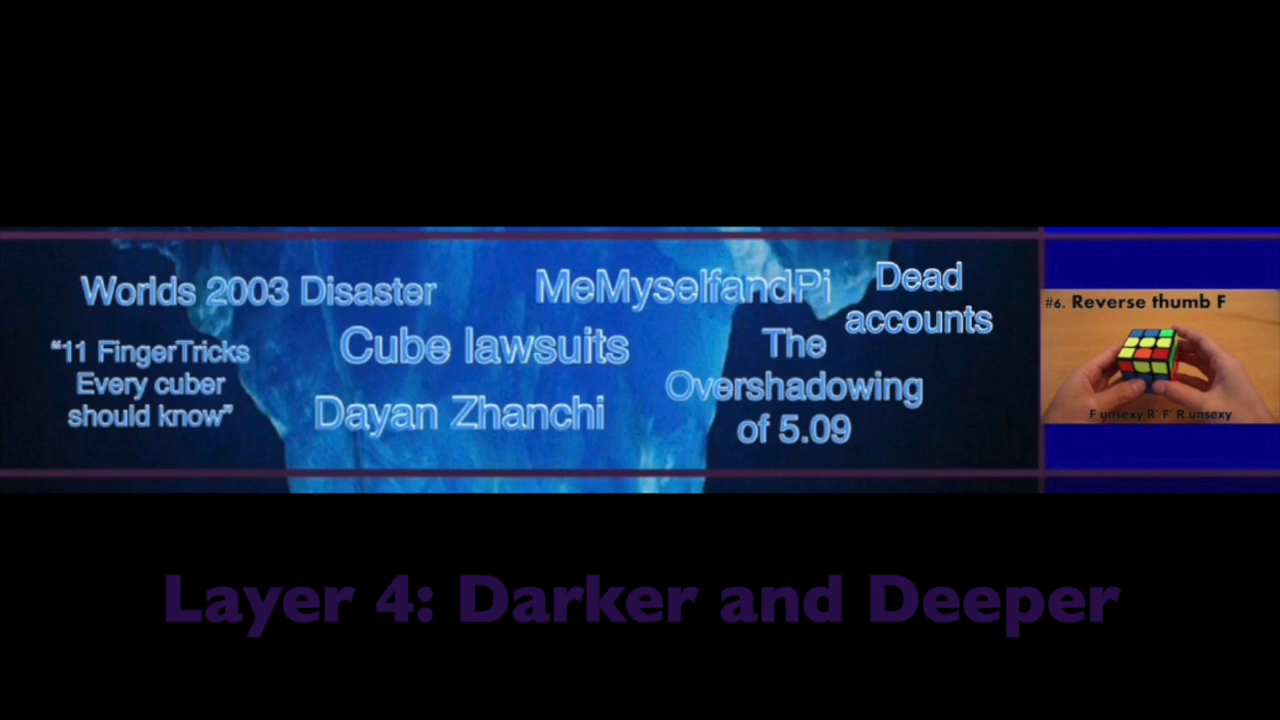 Worlds 2003 Disaster
MeMyselfandPi
Dead
accounts
"11 FingerTricks
Every cuber
should know"
Cube lawsuits
Dayan Zhanchi
The
Overshadowing
of 5.09
#6. Reverse thumb F
F unsexy R' F' R unsexy
Layer 4: Darker and Deeper